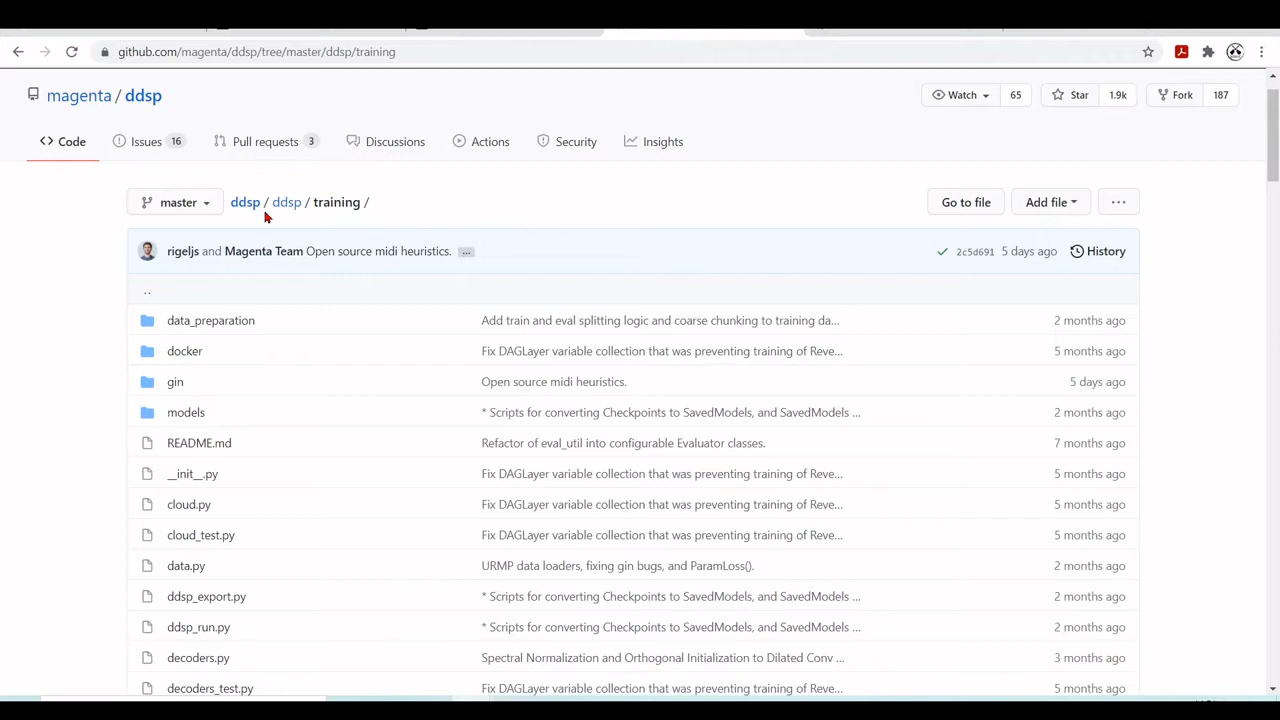 github.com/magenta/ddsp/tree/master/ddsp/training
magenta / ddsp
Watch 65 Star 1.9k Fork 187
Code Issues 16 Pull requests 3 Discussions Actions Security Insights
master ddsp / ddsp / training / Go to file Add file ...
rigeljs and Magenta Team Open source midi heuristics. ... 2c5d691 5 days ago History
..
data_preparation Add train and eval splitting logic and coarse chunking to training da... 2 months ago
docker Fix DAGLayer variable collection that was preventing training of Reve... 5 months ago
gin Open source midi heuristics. 5 days ago
models * Scripts for converting Checkpoints to SavedModels, and SavedModels ... 2 months ago
README.md Refactor of eval_util into configurable Evaluator classes. 7 months ago
__init__.py Fix DAGLayer variable collection that was preventing training of Reve... 5 months ago
cloud.py Fix DAGLayer variable collection that was preventing training of Reve... 5 months ago
cloud_test.py Fix DAGLayer variable collection that was preventing training of Reve... 5 months ago
data.py URMP data loaders, fixing gin bugs, and ParamLoss(). 2 months ago
ddsp_export.py * Scripts for converting Checkpoints to SavedModels, and SavedModels ... 2 months ago
ddsp_run.py * Scripts for converting Checkpoints to SavedModels, and SavedModels ... 2 months ago
decoders.py Spectral Normalization and Orthogonal Initialization to Dilated Conv ... 3 months ago
decoders_test.py Fix DAGLayer variable collection that was preventing training of Reve... 5 months ago